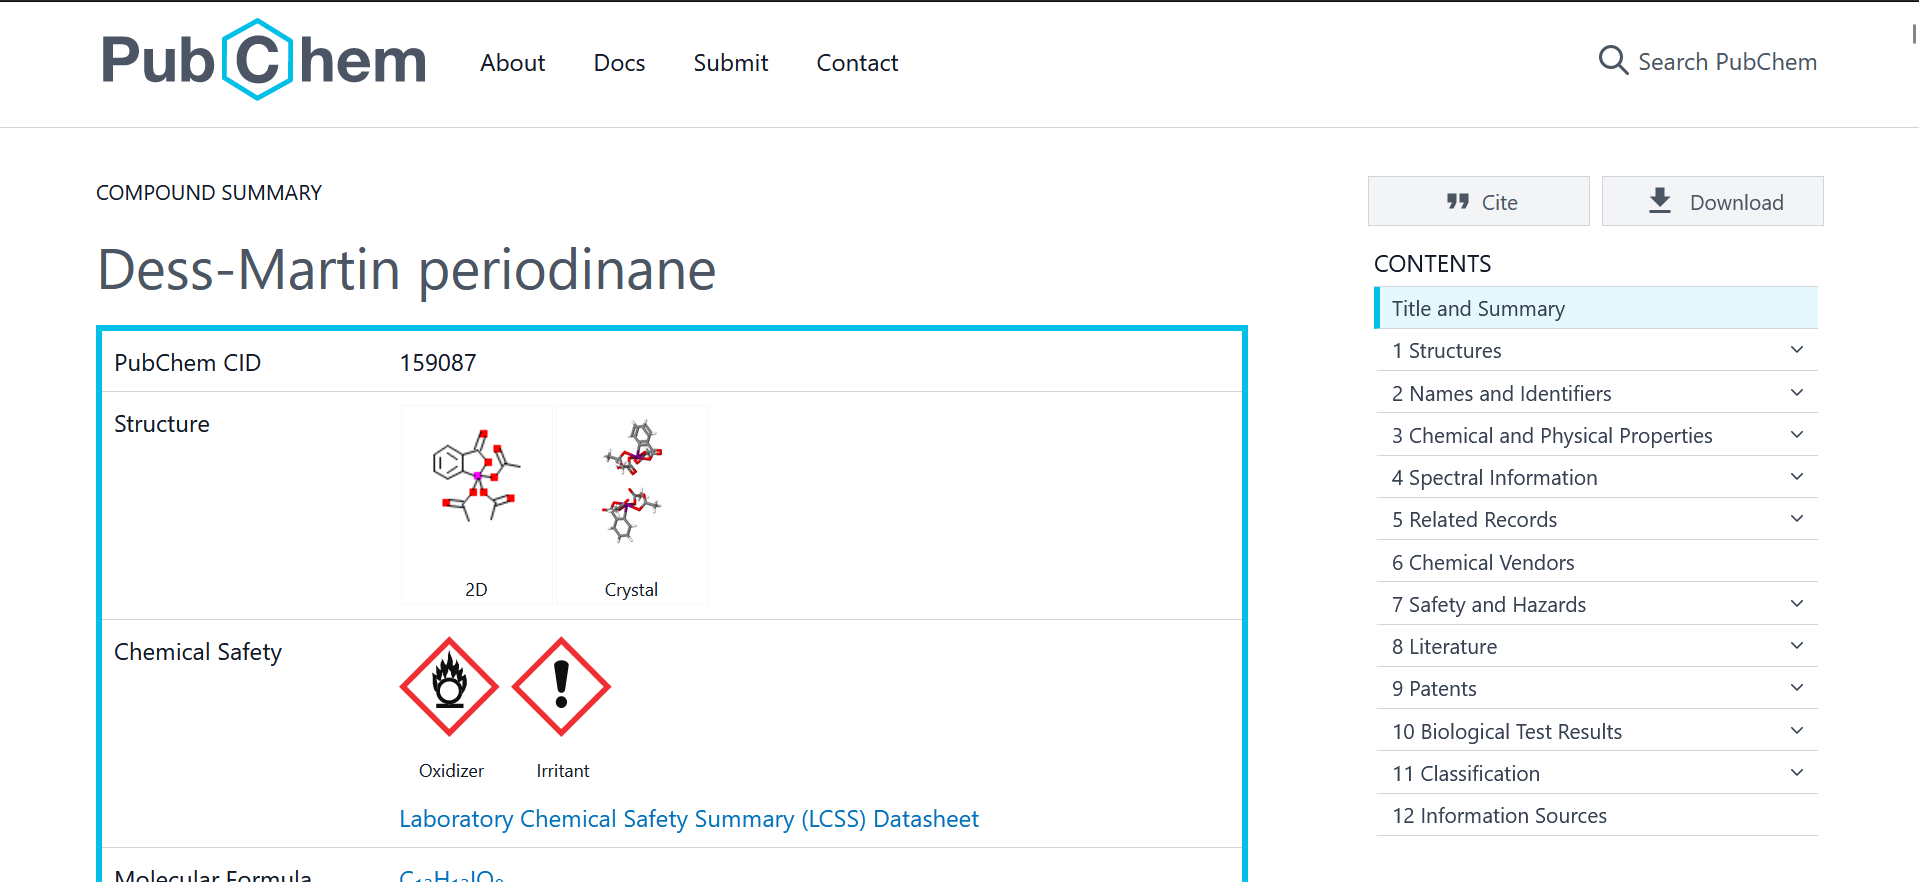 PubChem
About
Docs
Submit
Contact
Search PubChem
COMPOUND SUMMARY
Cite
Download
Dess-Martin periodinane
PubChem CID
159087
Structure
2D
Crystal
Chemical Safety
Oxidizer
Irritant
Laboratory Chemical Safety Summary (LCSS) Datasheet
Molecular Formula
CONTENTS
Title and Summary
1 Structures
2 Names and Identifiers
3 Chemical and Physical Properties
4 Spectral Information
5 Related Records
6 Chemical Vendors
7 Safety and Hazards
8 Literature
9 Patents
10 Biological Test Results
11 Classification
12 Information Sources